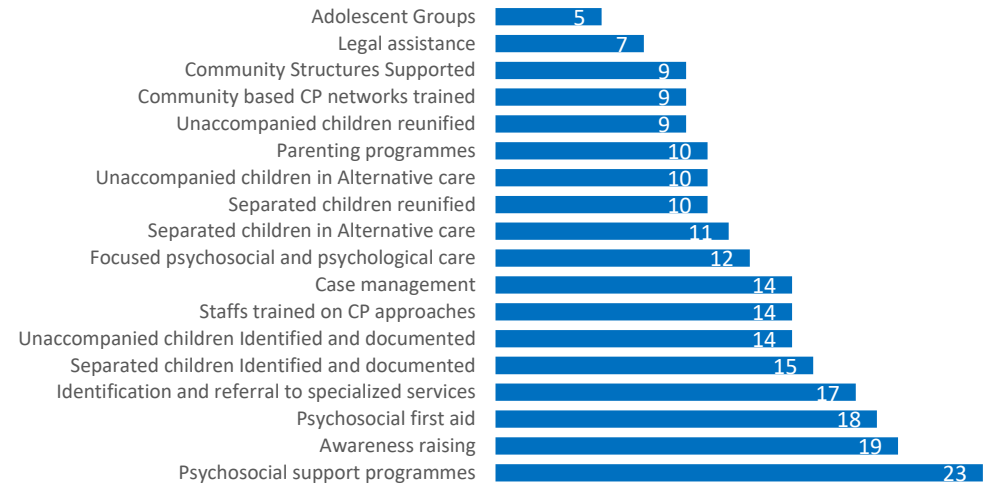 Adolescent Groups 5
Legal assistance 7
Community Structures Supported 9
Community based CP networks trained 9
Unaccompanied children reunified 9
Parenting programmes 10
Unaccompanied children in Alternative care 10
Separated children reunified 10
Separated children in Alternative care 11
Focused psychosocial and psychological care 12
Case management 14
Staffs trained on CP approaches 14
Unaccompanied children Identified and documented 14
Separated children Identified and documented 15
Identification and referral to specialized services 17
Psychosocial first aid 18
Awareness raising 19
Psychosocial support programmes 23